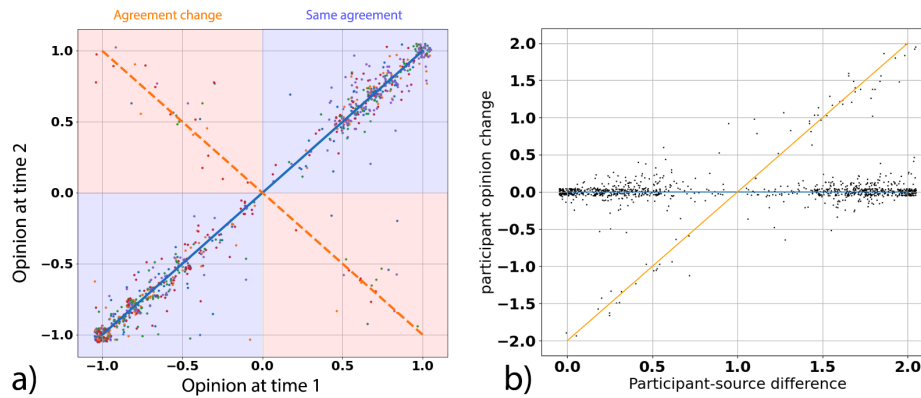 Agreement change Same agreement
1.0
0.5
0.0
−0.5
−1.0
Opinion at time 2
−1.0 −0.5 0.0 0.5 1.0
Opinion at time 1
a)
2.0
1.5
1.0
0.5
0.0
−0.5
−1.0
−1.5
−2.0
participant opinion change
0.0 0.5 1.0 1.5 2.0
Participant-source difference
b)